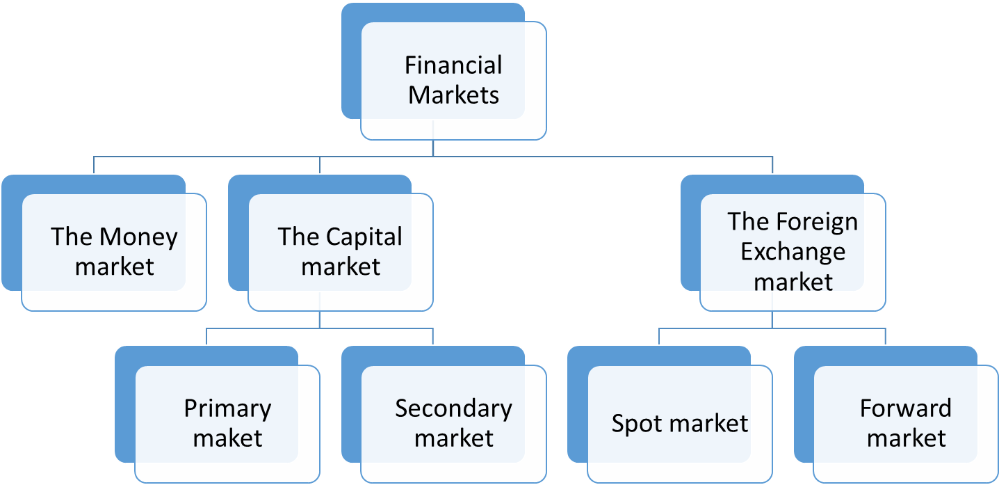 Financial
Markets
The Money
market
The Capital
market
The Foreign
Exchange
market
Primary
maket
Secondary
market
Spot market
Forward
market